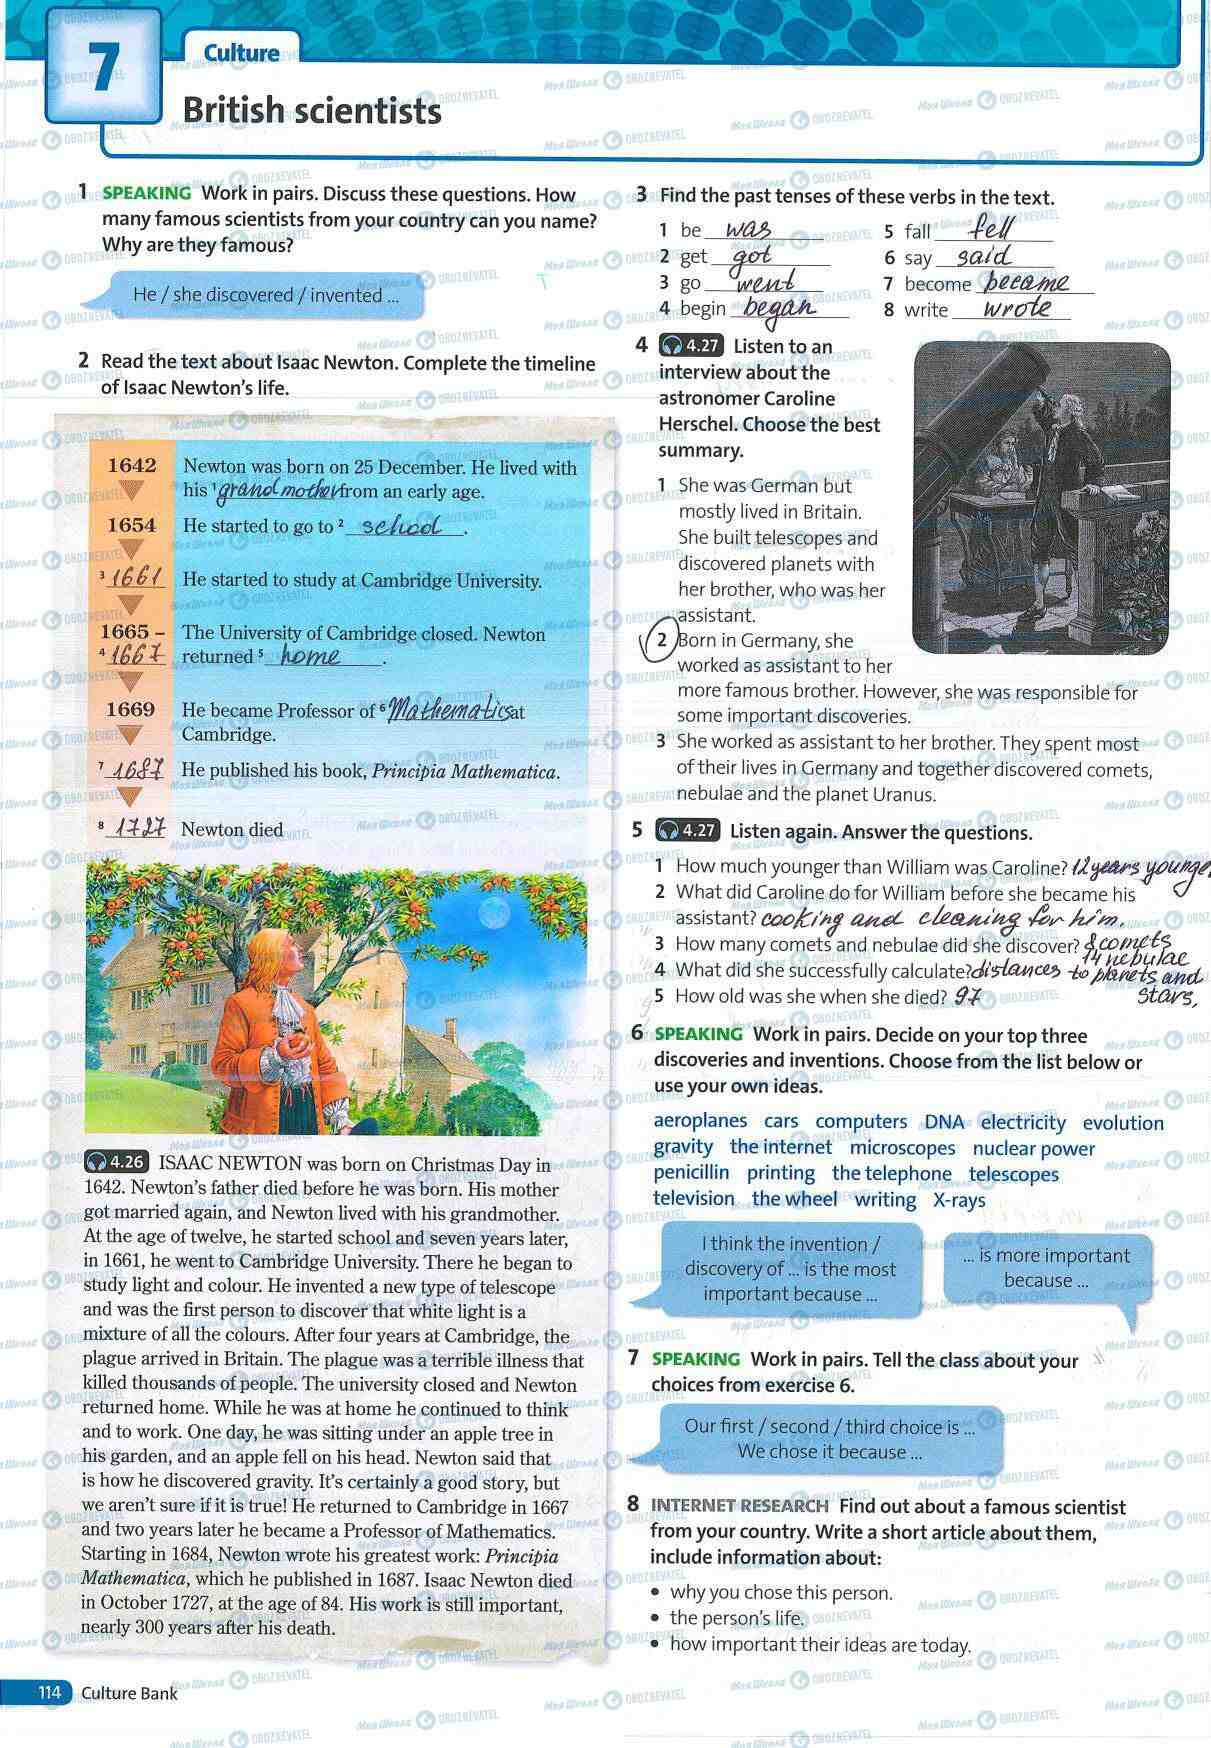 7
Culture
British scientists
1 SPEAKING Work in pairs. Discuss these questions. How
many famous scientists from your country can you name?
Why are they famous?
He / she discovered / invented ...
2 Read the text about Isaac Newton. Complete the timeline
of Isaac Newton's life.
1642 Newton was born on 25 December. He lived with
his ¹ grandmother from an early age.
1654 He started to go to ² school.
³ 1661 He started to study at Cambridge University.
1665 – The University of Cambridge closed. Newton
⁴ 1667 returned ⁵ home.
1669 He became Professor of ⁶ Mathematics at
Cambridge.
⁷ 1687 He published his book, Principia Mathematica.
⁸ 1727 Newton died
4.26 ISAAC NEWTON was born on Christmas Day in
1642. Newton's father died before he was born. His mother
got married again, and Newton lived with his grandmother.
At the age of twelve, he started school and seven years later,
in 1661, he went to Cambridge University. There he began to
study light and colour. He invented a new type of telescope
and was the first person to discover that white light is a
mixture of all the colours. After four years at Cambridge, the
plague arrived in Britain. The plague was a terrible illness that
killed thousands of people. The university closed and Newton
returned home. While he was at home he continued to think
and to work. One day, he was sitting under an apple tree in
his garden, and an apple fell on his head. Newton said that
is how he discovered gravity. It's certainly a good story, but
we aren't sure if it is true! He returned to Cambridge in 1667
and two years later he became a Professor of Mathematics.
Starting in 1684, Newton wrote his greatest work: Principia
Mathematica, which he published in 1687. Isaac Newton died
in October 1727, at the age of 84. His work is still important,
nearly 300 years after his death.
3 Find the past tenses of these verbs in the text.
1 be was
2 get got
3 go went
4 begin began
5 fall fell
6 say said
7 become became
8 write wrote
4 4.27 Listen to an
interview about the
astronomer Caroline
Herschel. Choose the best
summary.
1 She was German but
mostly lived in Britain.
She built telescopes and
discovered planets with
her brother, who was her
assistant.
2 Born in Germany, she
worked as assistant to her
more famous brother. However, she was responsible for
some important discoveries.
3 She worked as assistant to her brother. They spent most
of their lives in Germany and together discovered comets,
nebulae and the planet Uranus.
5 4.27 Listen again. Answer the questions.
1 How much younger than William was Caroline? 12 years younger
2 What did Caroline do for William before she became his
assistant? cooking and cleaning for him.
3 How many comets and nebulae did she discover? 8 comets
14 nebulae
4 What did she successfully calculate? distances to planets and
stars.
5 How old was she when she died? 97
6 SPEAKING Work in pairs. Decide on your top three
discoveries and inventions. Choose from the list below or
use your own ideas.
aeroplanes cars computers DNA electricity evolution
gravity the internet microscopes nuclear power
penicillin printing the telephone telescopes
television the wheel writing X-rays
I think the invention /
discovery of ... is the most
important because ...
... is more important
because ...
7 SPEAKING Work in pairs. Tell the class about your
choices from exercise 6.
Our first / second / third choice is ...
We chose it because ...
8 INTERNET RESEARCH Find out about a famous scientist
from your country. Write a short article about them,
include information about:
• why you chose this person.
• the person's life.
• how important their ideas are today.
114 Culture Bank
Моя Школа OBOZREVATEL